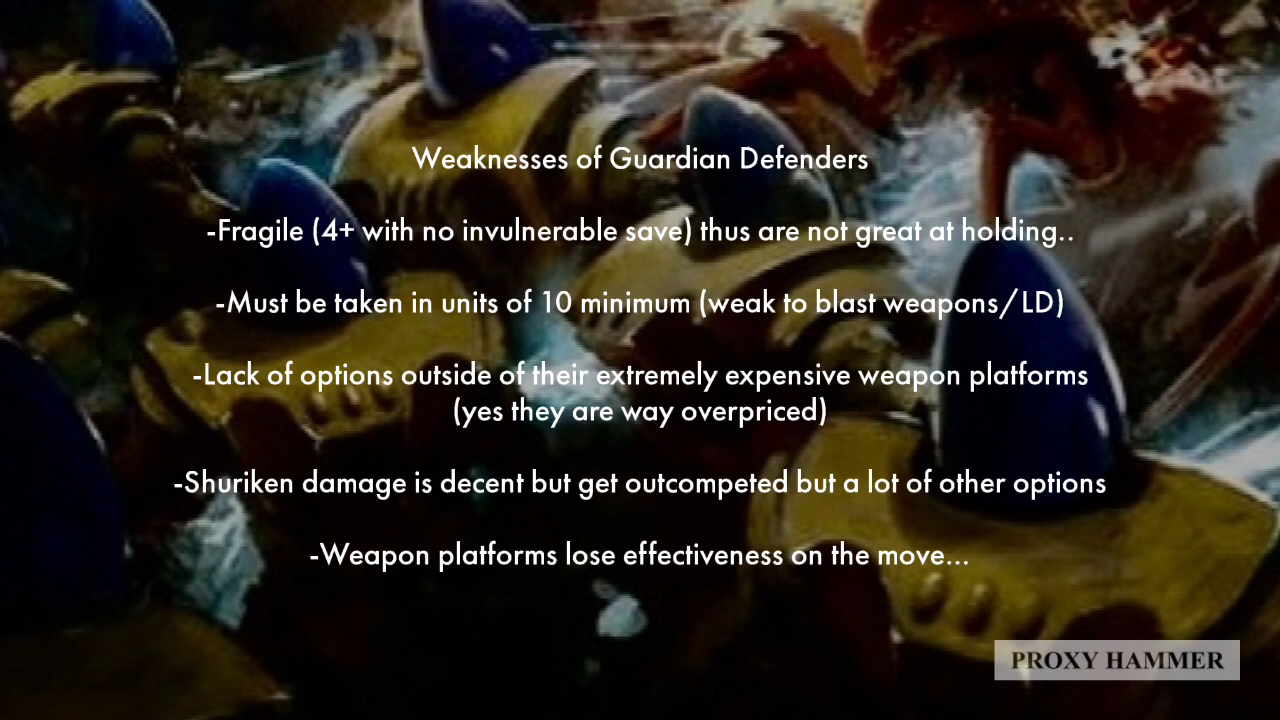 Weaknesses of Guardian Defenders
-Fragile (4+ with no invulnerable save) thus are not great at holding..
-Must be taken in units of 10 minimum (weak to blast weapons/LD)
-Lack of options outside of their extremely expensive weapon platforms
(yes they are way overpriced)
-Shuriken damage is decent but get outcompeted but a lot of other options
-Weapon platforms lose effectiveness on the move...
PROXY HAMMER